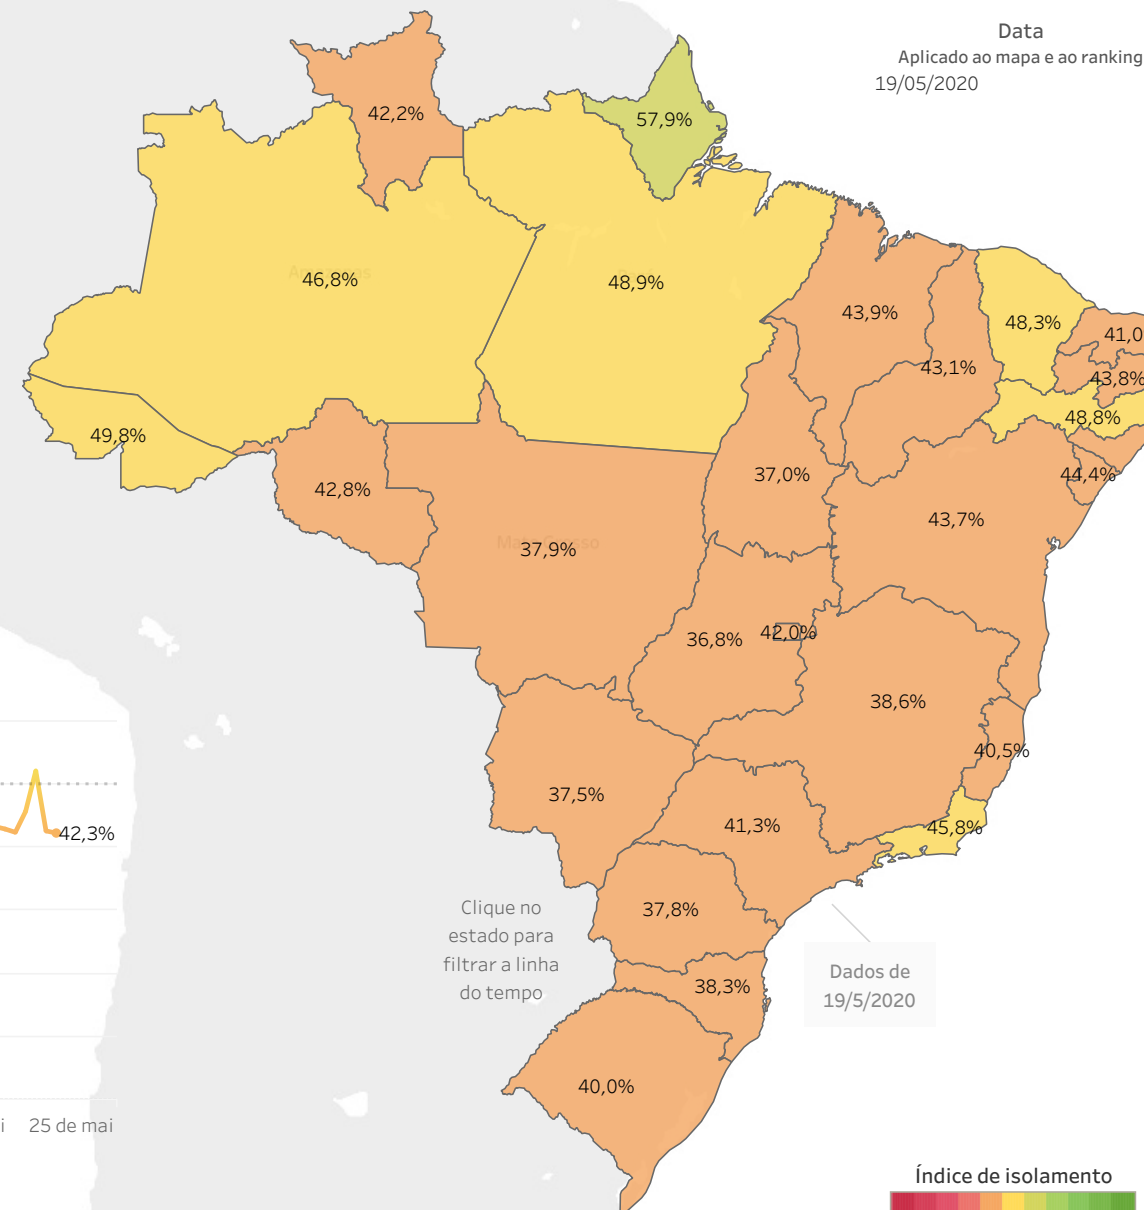 Data
Aplicado ao mapa e ao ranking
19/05/2020
42,2%
57,9%
46,8%
48,9%
43,9%
48,3%
41,0
43,1%
43,8%
48,8%
49,8%
42,8%
37,0%
44,4%
43,7%
Mato Grosso
37,9%
36,8%
42,0%
38,6%
40,5%
37,5%
41,3%
45,8%
42,3%
37,8%
Clique no
estado para
filtrar a linha
do tempo
38,3%
Dados de
19/5/2020
40,0%
i
25 de mai
Índice de isolamento